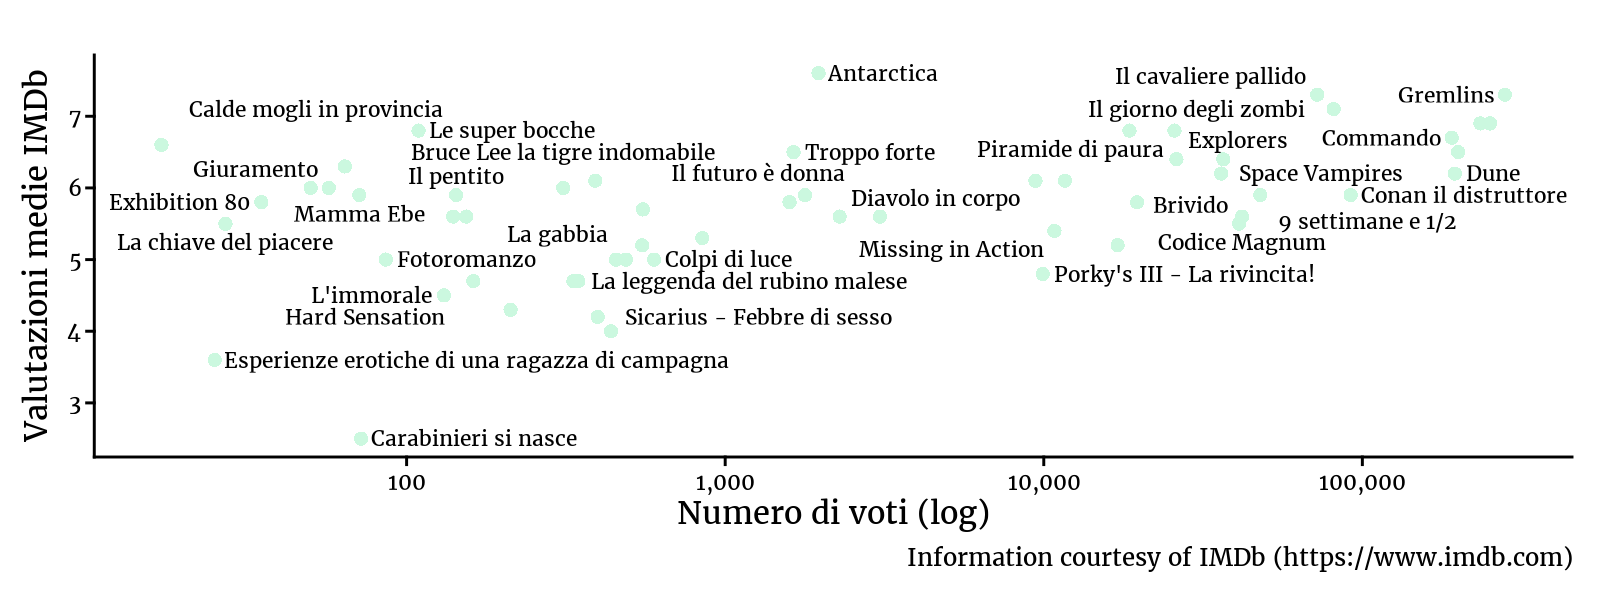 Antarctica
Il cavaliere pallido
Gremlins
Calde mogli in provincia
Il giorno degli zombi
Le super bocche
Explorers
Commando
Bruce Lee la tigre indomabile
Troppo forte
Piramide di paura
Giuramento
Il pentito
Il futuro è donna
Space Vampires
Dune
Exhibition 80
Diavolo in corpo
Conan il distruttore
Mamma Ebe
Brivido
9 settimane e 1/2
La chiave del piacere
La gabbia
Missing in Action
Codice Magnum
Fotoromanzo
Colpi di luce
Porky's III - La rivincita!
La leggenda del rubino malese
L'immorale
Hard Sensation
Sicarius - Febbre di sesso
Esperienze erotiche di una ragazza di campagna
Carabinieri si nasce
Valutazioni medie IMDb
7
6
5
4
3
100
1,000
10,000
100,000
Numero di voti (log)
Information courtesy of IMDb (https://www.imdb.com)